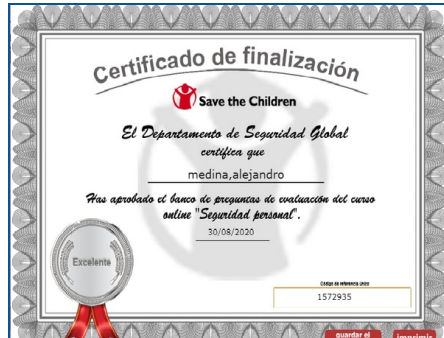 Certificado de finalización
Save the Children
El Departamento de Seguridad Global
certifica que
medina,alejandro
Has aprobado el banco de preguntas de evaluación del curso
online "Seguridad personal".
30/08/2020
Excelente
Código de referencia único
1572935
guardar el
imprimir